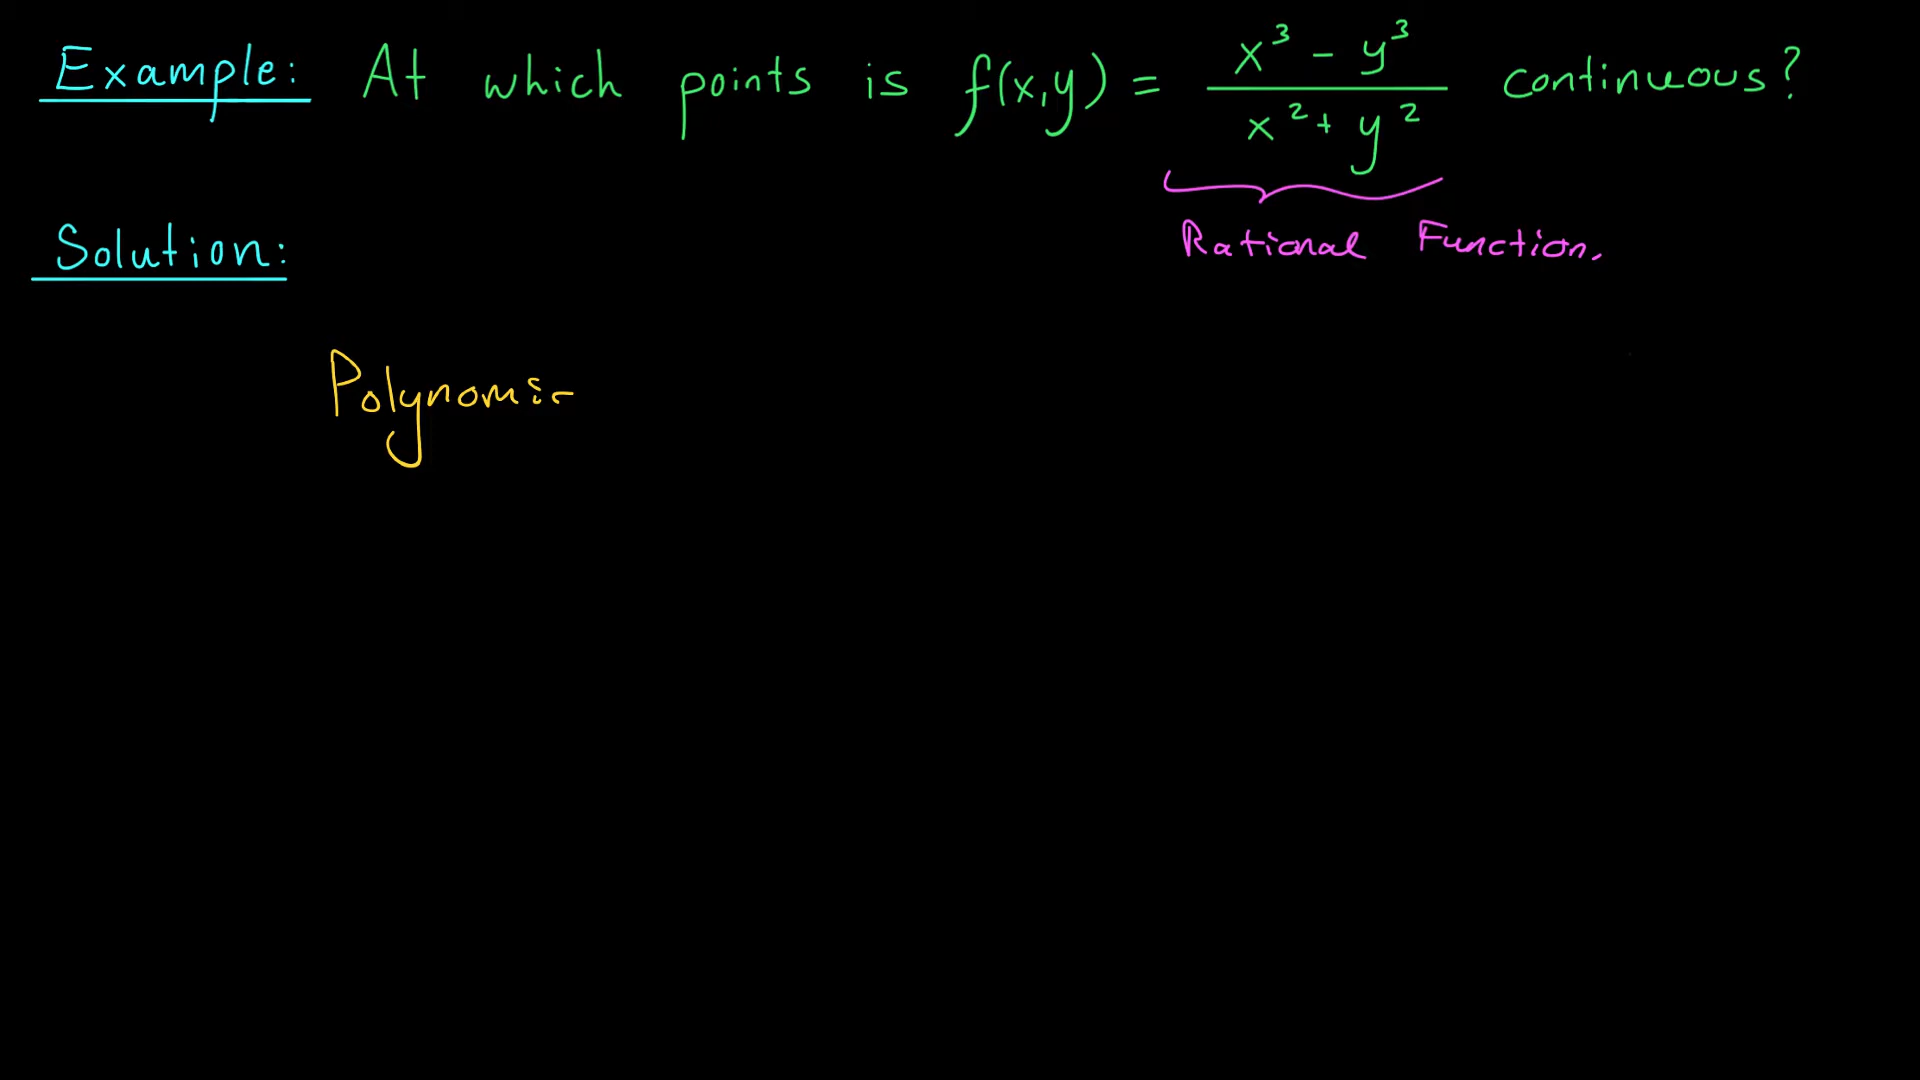 Example: At which points is f(x,y) = (x³ - y³)/(x² + y²) continuous?
Rational Function.
Solution:
Polynomi